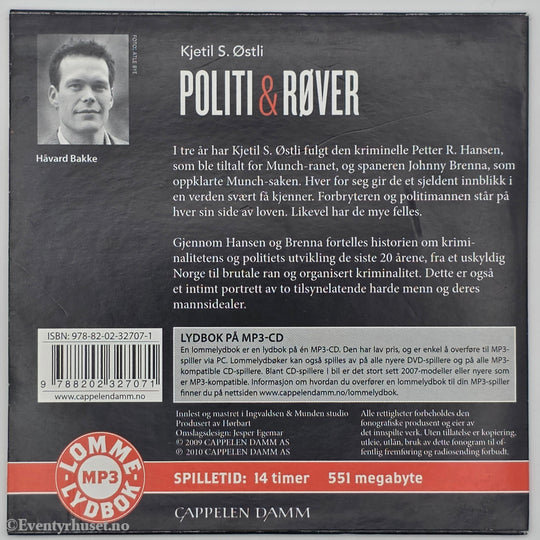 Kjetil S. Østli
POLITI & RØVER
FOTO: ATLE BYE
Håvard Bakke
I tre år har Kjetil S. Østli fulgt den kriminelle Petter R. Hansen,
som ble tiltalt for Munch-ranet, og spaneren Johnny Brenna, som
oppklarte Munch-saken. Hver for seg gir de et sjeldent innblikk i
en verden svært få kjenner. Forbryteren og politimannen står på
hver sin side av loven. Likevel har de mye felles.
Gjennom Hansen og Brenna fortelles historien om krimi-
nalitetens og politiets utvikling de siste 20 årene, fra et uskyldig
Norge til brutale ran og organisert kriminalitet. Dette er også
et intimt portrett av to tilsynelatende harde menn og deres
mannsidealer.
ISBN: 978-82-02-32707-1
9 788202 327071
www.cappelendamm.no
LYDBOK PÅ MP3-CD
En lommelydbok er en lydbok på én MP3-CD. Den har lav pris, og er enkel å overføre til MP3-
spiller via PC. Lommelydbøker kan også spilles av på alle nyere DVD-spillere og på alle MP3-
kompatible CD-spillere. Blant CD-spillere i bil er det stort sett 2007-modeller eller nyere som
er MP3-kompatible. Informasjon om hvordan du overfører en lommelydbok til din MP3-spiller
finner du på nettsiden www.cappelendamm.no/lydbok.
Innlest og mastret i Ingvaldsen & Munden studio
Produsert av Hørbart
Omslagsdesign: Jesper Egemar
© 2009 CAPPELEN DAMM AS
℗ 2010 CAPPELEN DAMM AS
Alle rettigheter forbeholdes den
fonografiske produsent og eier av
det innspilte verk. Uten tillatelse er kopiering,
utleie, utlån, bruk av dette fonogram til of-
fentlig fremføring og radiosending forbudt.
LOMME-
MP3
LYDBOK
SPILLETID: 14 timer 551 megabyte
CAPPELEN DAMM
©Eventyrhuset.no